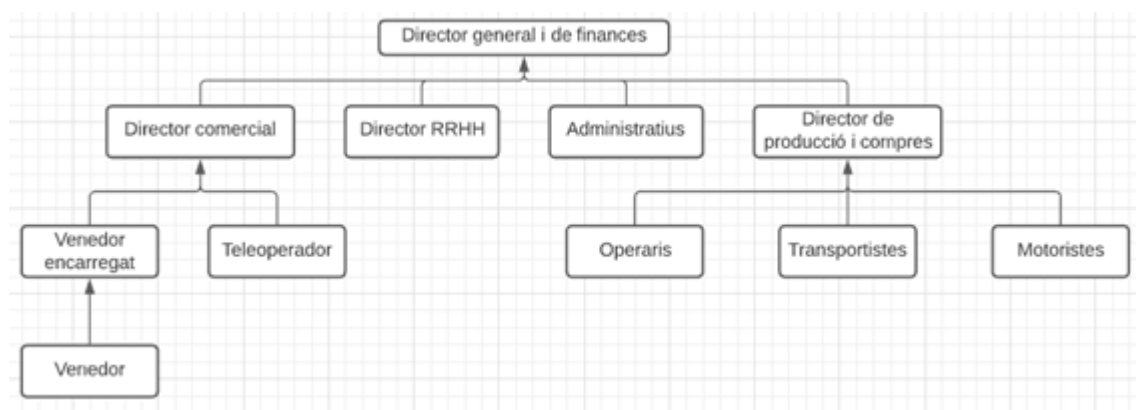 Director general i de finances
Director comercial
Director RRHH
Administratius
Director de
producció i compres
Venedor
encarregat
Teleoperador
Operaris
Transportistes
Motoristes
Venedor